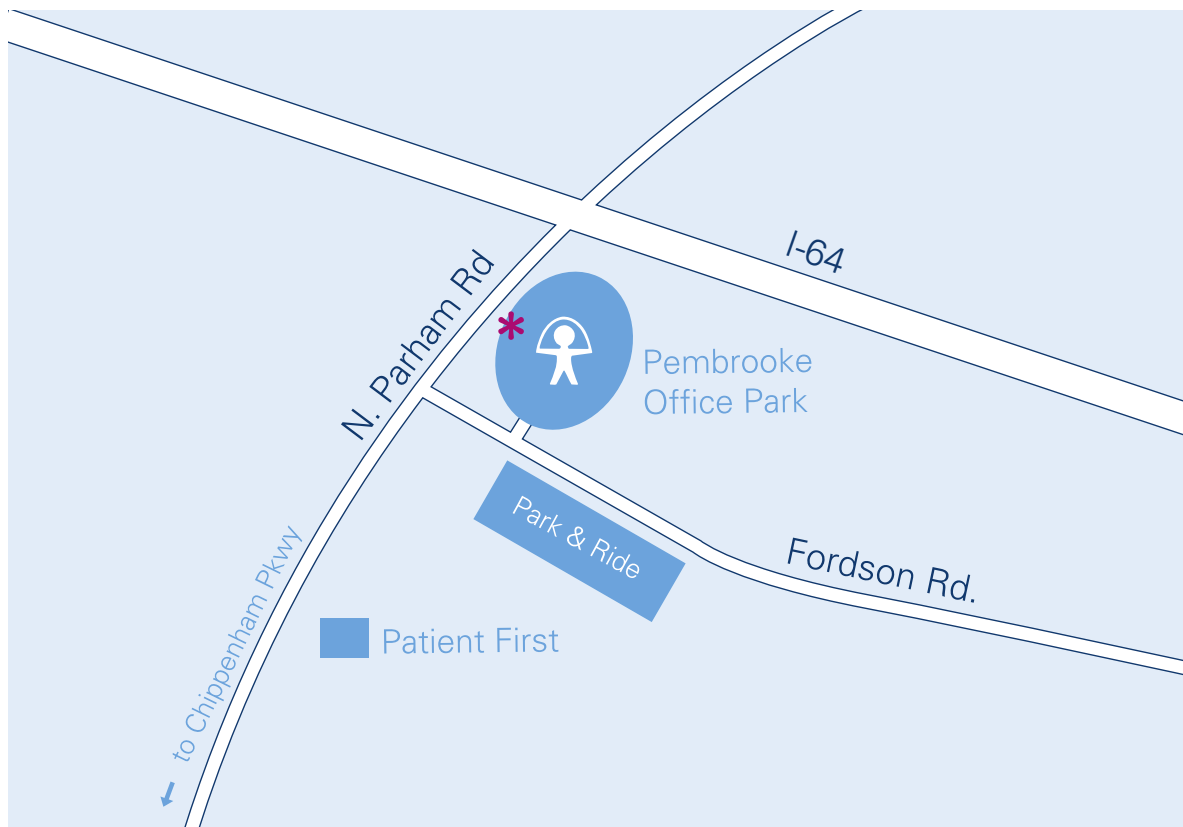 I-64
N. Parham Rd
Pembrooke
Office Park
Park & Ride
Fordson Rd.
to Chippenham Pkwy
Patient First